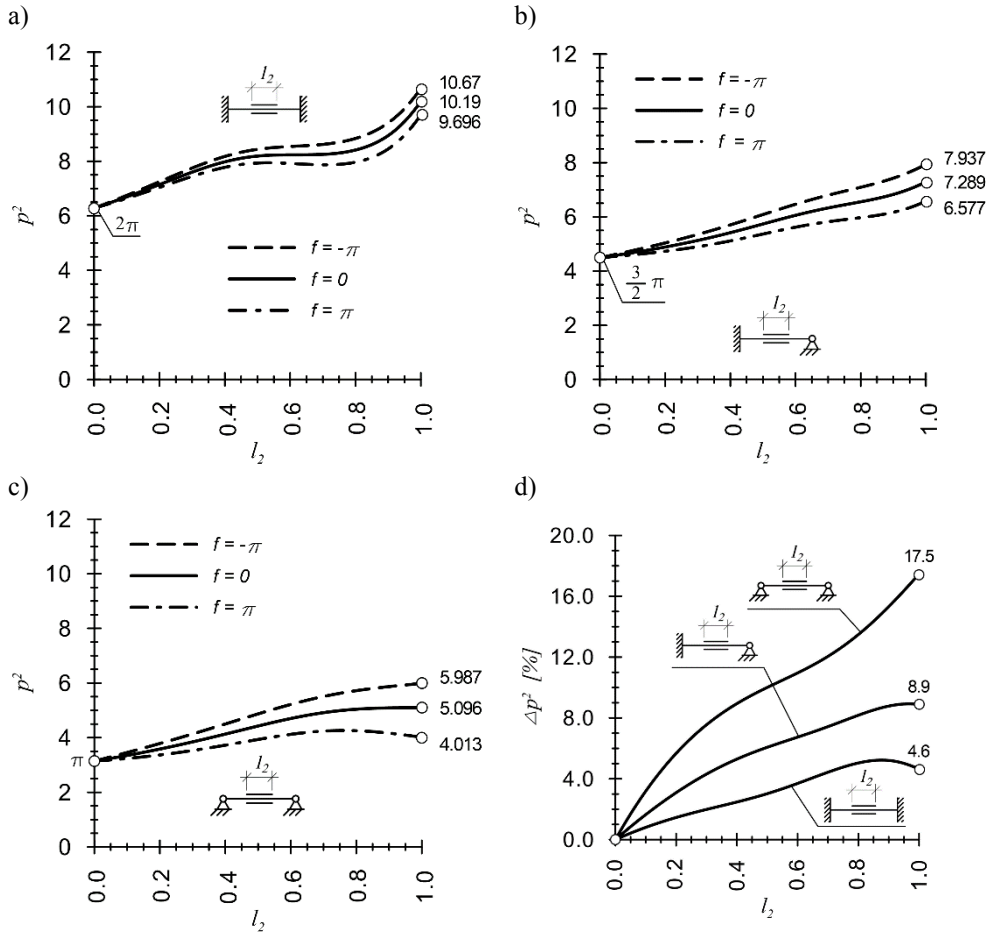 a)
12
10
8
6
4
2
0
p²
l₂
10.67
10.19
9.696
2π
f = -π
f = 0
f = π
0.0
0.2
0.4
0.6
0.8
1.0
l₂
b)
12
10
8
6
4
2
0
p²
f = -π
f = 0
f = π
7.937
7.289
6.577
3/2 π
l₂
0.0
0.2
0.4
0.6
0.8
1.0
l₂
c)
12
10
8
6
4
2
0
p²
π
f = -π
f = 0
f = π
5.987
5.096
4.013
l₂
0.0
0.2
0.4
0.6
0.8
1.0
l₂
d)
20.0
16.0
12.0
8.0
4.0
0.0
Δp² [%]
17.5
l₂
l₂
8.9
4.6
l₂
0.0
0.2
0.4
0.6
0.8
1.0
l₂